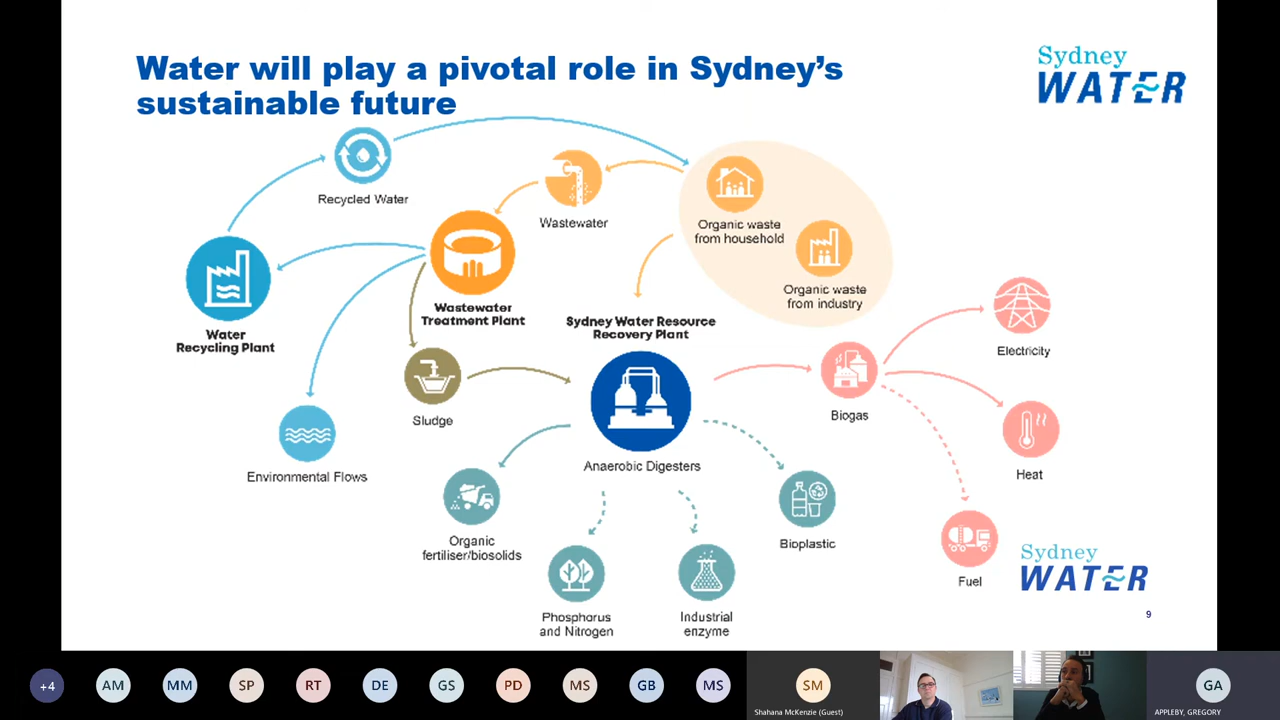 Water will play a pivotal role in Sydney's
sustainable future
Sydney
WATER
Recycled Water
Wastewater
Organic waste
from household
Organic waste
from industry
Water
Recycling Plant
Wastewater
Treatment Plant
Sydney Water Resource
Recovery Plant
Electricity
Sludge
Biogas
Environmental Flows
Anaerobic Digesters
Heat
Organic
fertiliser/biosolids
Bioplastic
Phosphorus
and Nitrogen
Industrial
enzyme
Fuel
Sydney
WATER
9
+4
AM
MM
SP
RT
DE
GS
PD
MS
GB
MS
SM
Shahana McKenzie (Guest)
GA
APPLEBY, GREGORY